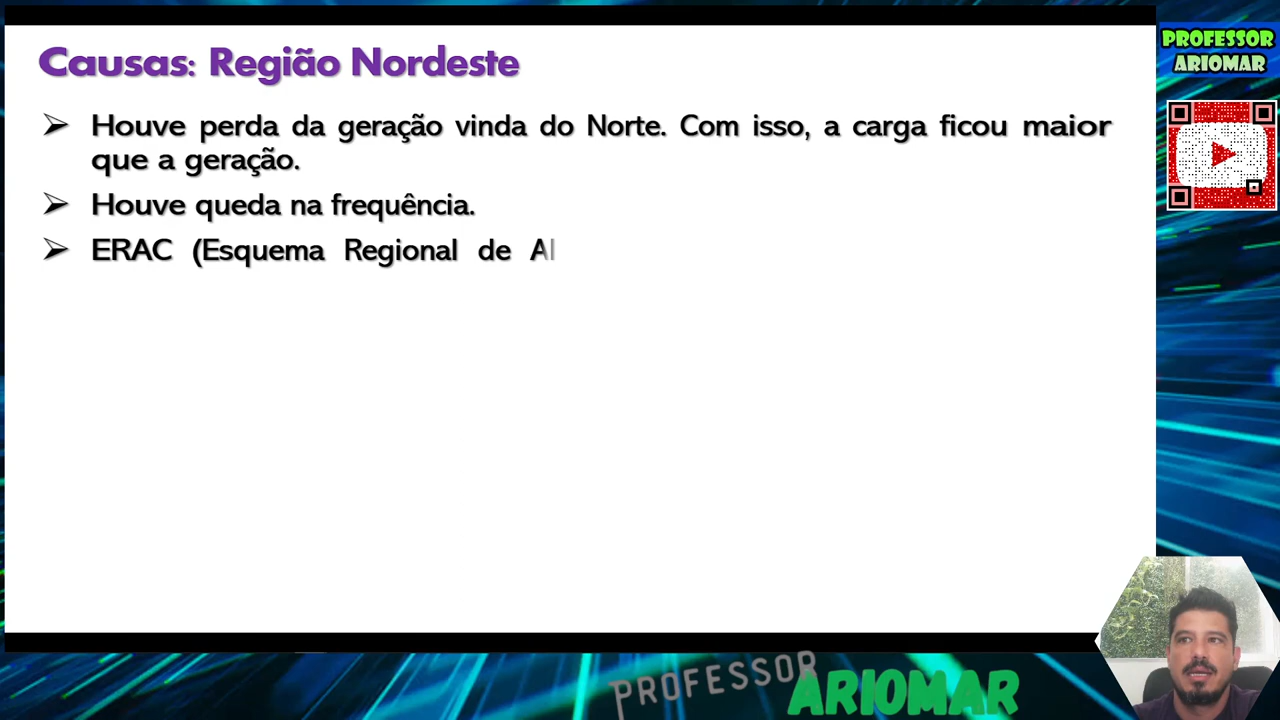 Causas: Região Nordeste
Houve perda da geração vinda do Norte. Com isso, a carga ficou maior
que a geração.
Houve queda na frequência.
ERAC (Esquema Regional de Al
PROFESSOR
ARIOMAR
PROFESSOR
ARIOMAR